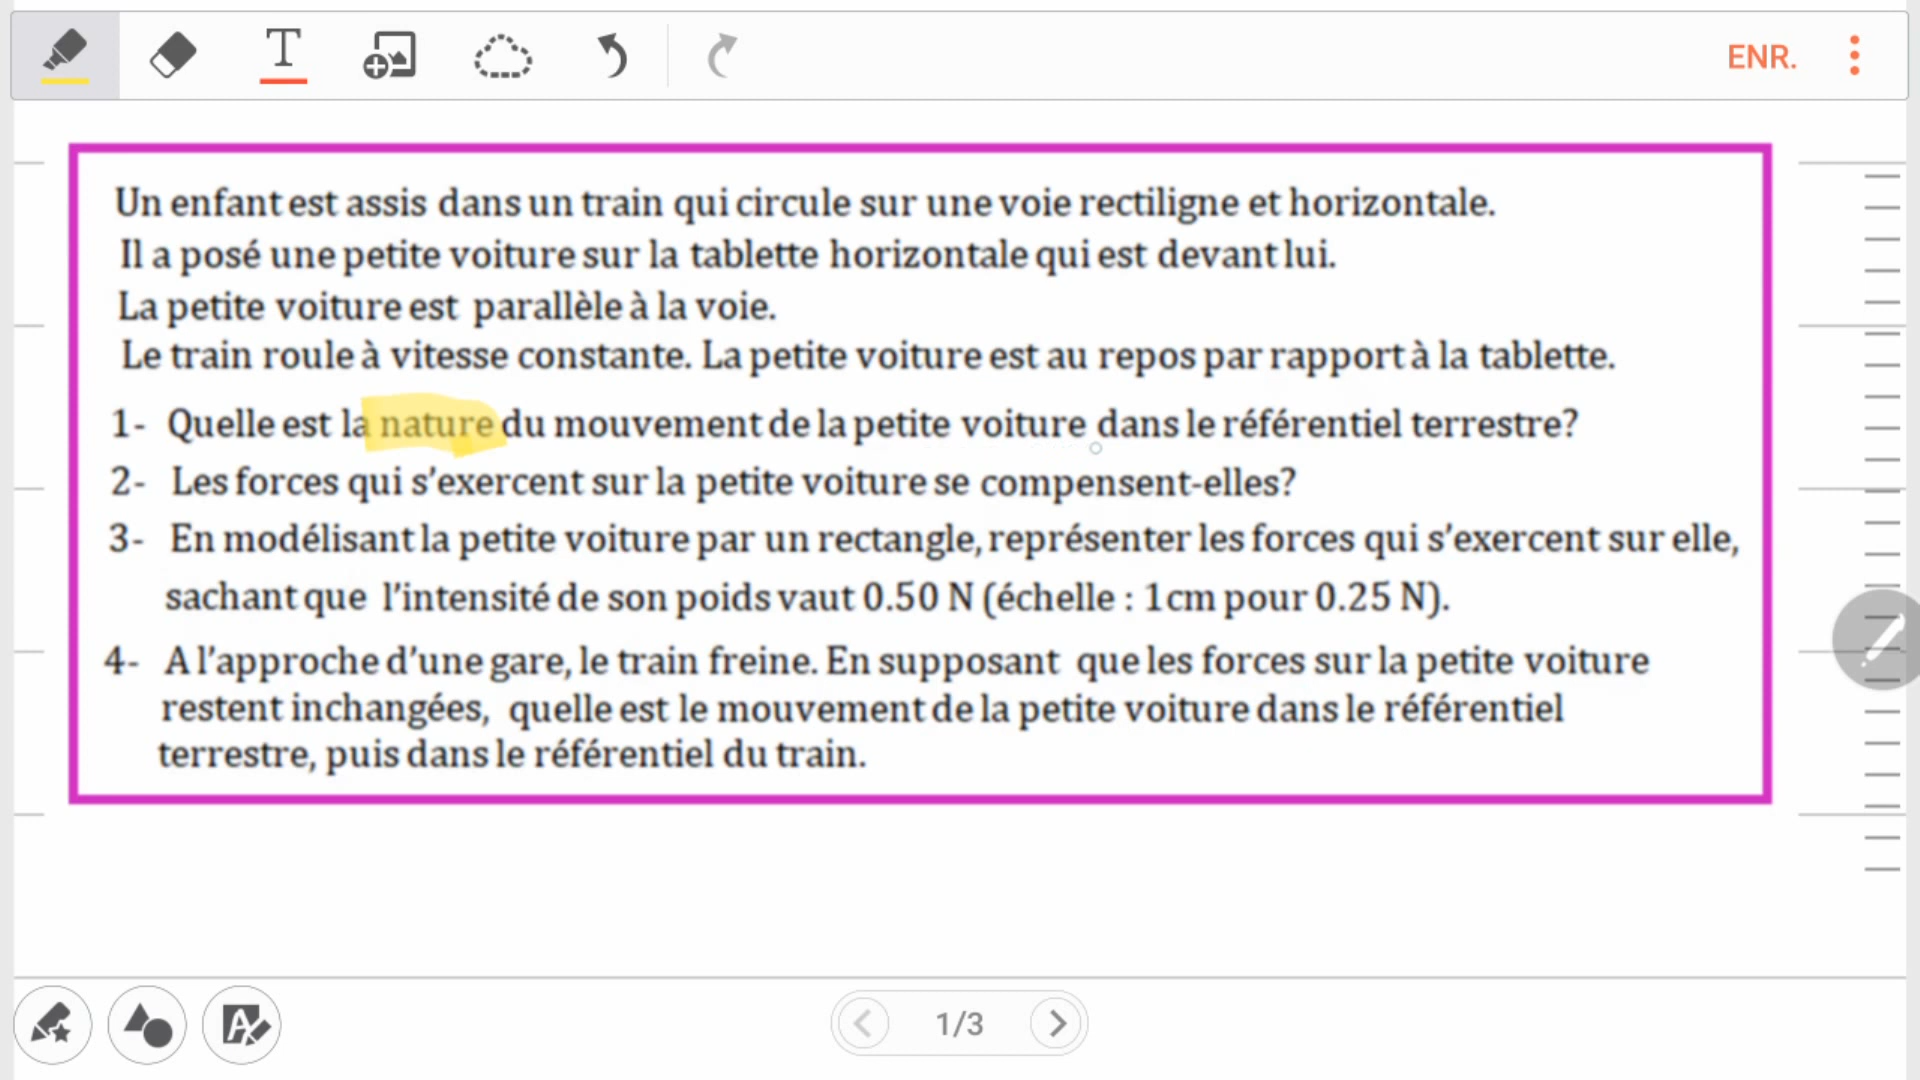 T
ENR.
Un enfant est assis dans un train qui circule sur une voie rectiligne et horizontale.
Il a posé une petite voiture sur la tablette horizontale qui est devant lui.
La petite voiture est parallèle à la voie.
Le train roule à vitesse constante. La petite voiture est au repos par rapport à la tablette.
1- Quelle est la nature du mouvement de la petite voiture dans le référentiel terrestre?
2- Les forces qui s'exercent sur la petite voiture se compensent-elles?
3- En modélisant la petite voiture par un rectangle, représenter les forces qui s'exercent sur elle,
sachant que l'intensité de son poids vaut 0.50 N (échelle : 1cm pour 0.25 N).
4- A l'approche d'une gare, le train freine. En supposant que les forces sur la petite voiture
restent inchangées, quelle est le mouvement de la petite voiture dans le référentiel
terrestre, puis dans le référentiel du train.
A
1/3